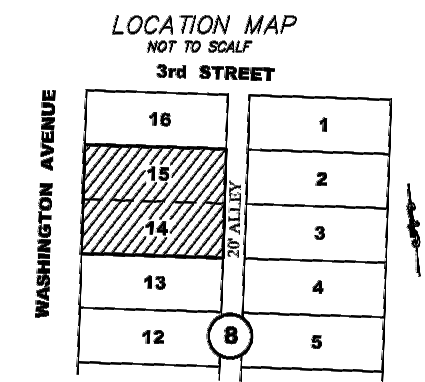 LOCATION MAP
NOT TO SCALF
3rd STREET
WASHINGTON AVENUE
16
1
15
2
20' ALLEY
14
3
13
4
12
8
5